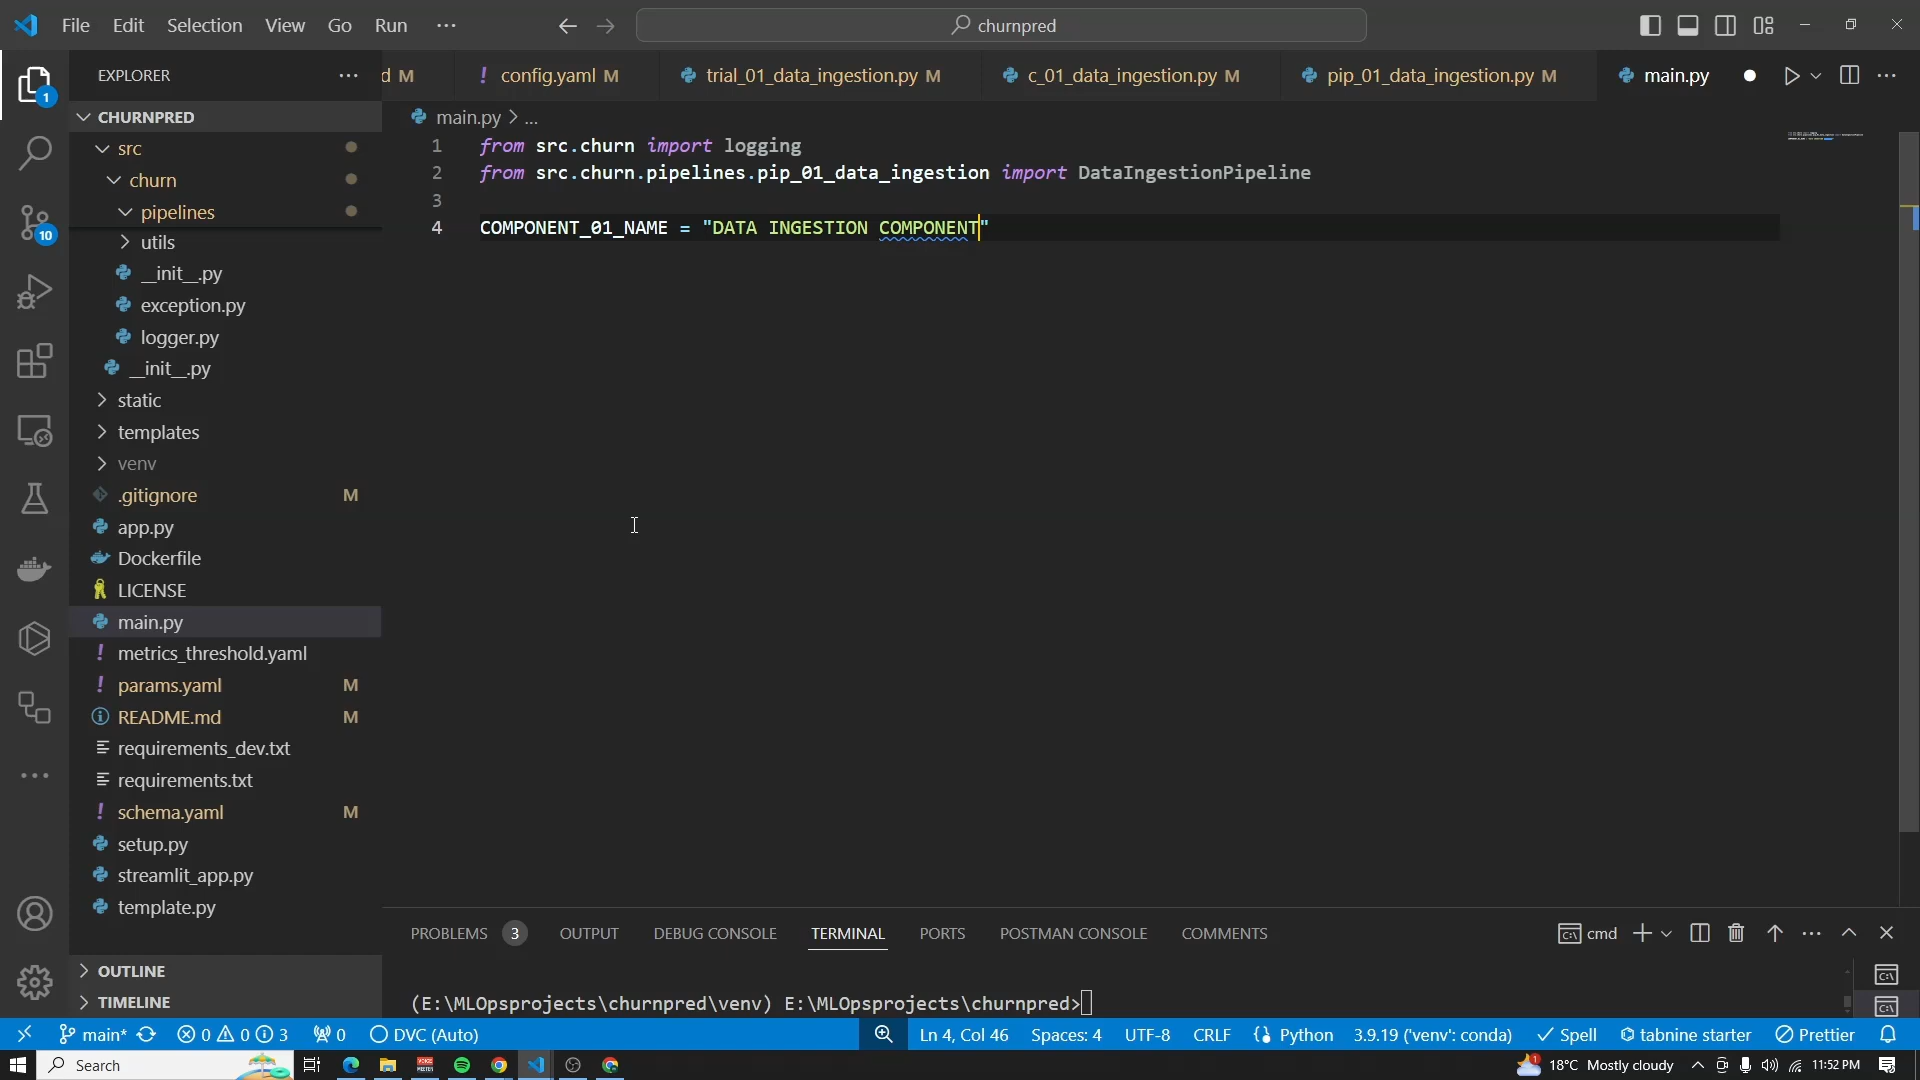 File Edit Selection View Go Run ··· churnpred
EXPLORER ···
d M ! config.yaml M trial_01_data_ingestion.py M c_01_data_ingestion.py M pip_01_data_ingestion.py M main.py
CHURNPRED
src
churn
pipelines
utils
__init__.py
exception.py
logger.py
__init__.py
static
templates
venv
.gitignore M
app.py
Dockerfile
LICENSE
main.py
! metrics_threshold.yaml
! params.yaml M
README.md M
requirements_dev.txt
requirements.txt
! schema.yaml M
setup.py
streamlit_app.py
template.py
OUTLINE
TIMELINE
1
10
main.py > ...
1 from src.churn import logging
2 from src.churn.pipelines.pip_01_data_ingestion import DataIngestionPipeline
3
4 COMPONENT_01_NAME = "DATA INGESTION COMPONENT"
PROBLEMS 3 OUTPUT DEBUG CONSOLE TERMINAL PORTS POSTMAN CONSOLE COMMENTS cmd
(E:\MLOpsprojects\churnpred\venv) E:\MLOpsprojects\churnpred>
main* 0 0 3 0 DVC (Auto) Ln 4, Col 46 Spaces: 4 UTF-8 CRLF Python 3.9.19 ('venv': conda) Spell tabnine starter Prettier
Search 1 18°C Mostly cloudy 11:52 PM